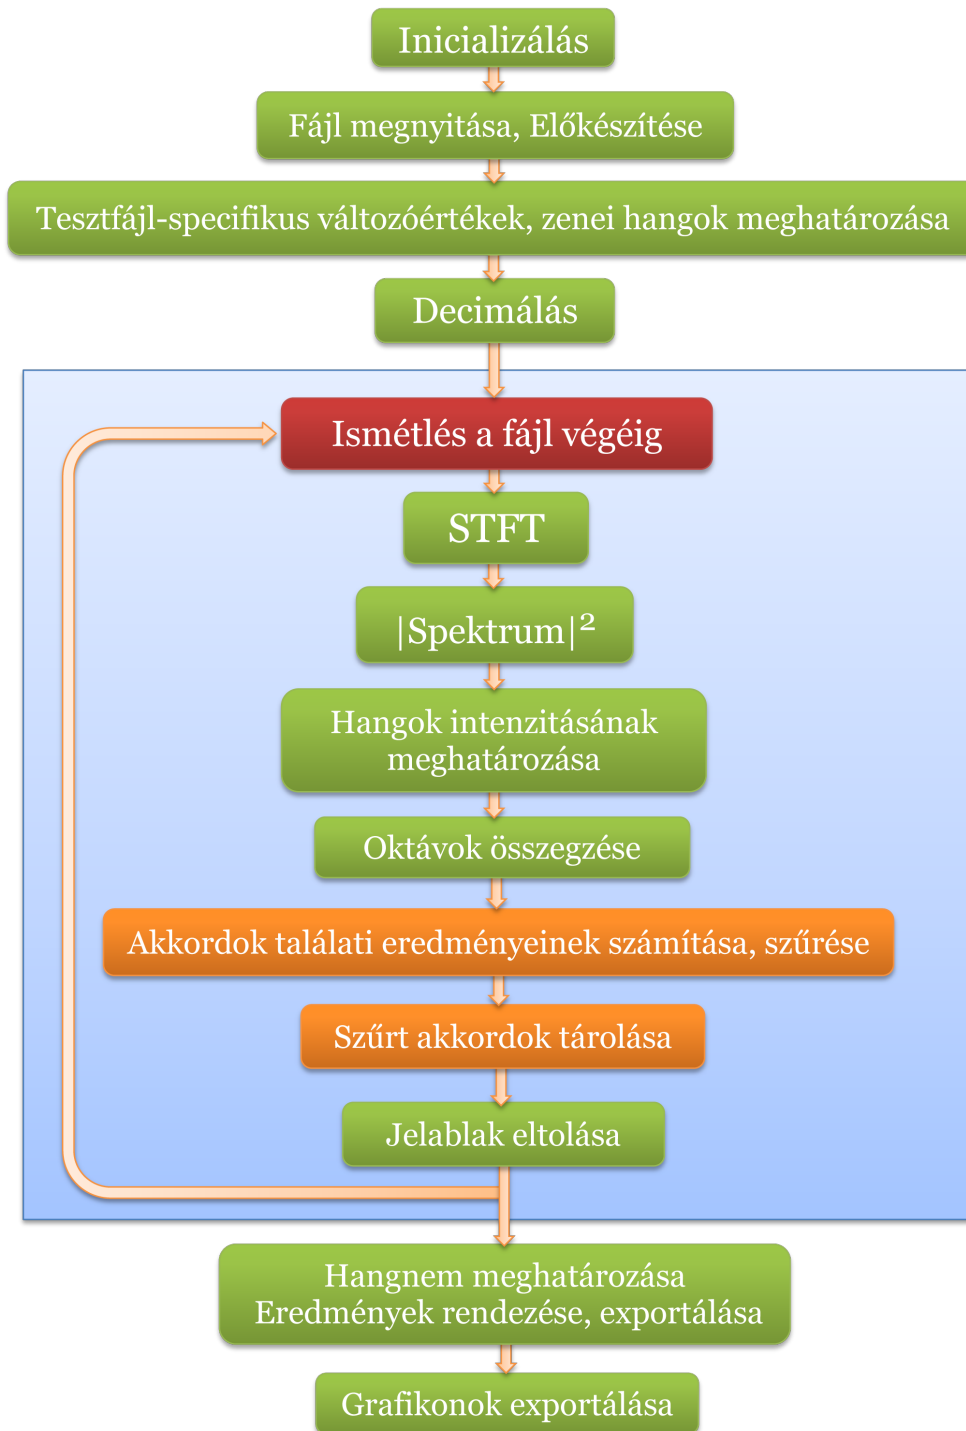 Inicializálás
Fájl megnyitása, Előkészítése
Tesztfájl-specifikus változóértékek, zenei hangok meghatározása
Decimálás
Ismétlés a fájl végéig
STFT
|Spektrum|²
Hangok intenzitásának
meghatározása
Oktávok összegzése
Akkordok találati eredményeinek számítása, szűrése
Szűrt akkordok tárolása
Jelablak eltolása
Hangnem meghatározása
Eredmények rendezése, exportálása
Grafikonok exportálása